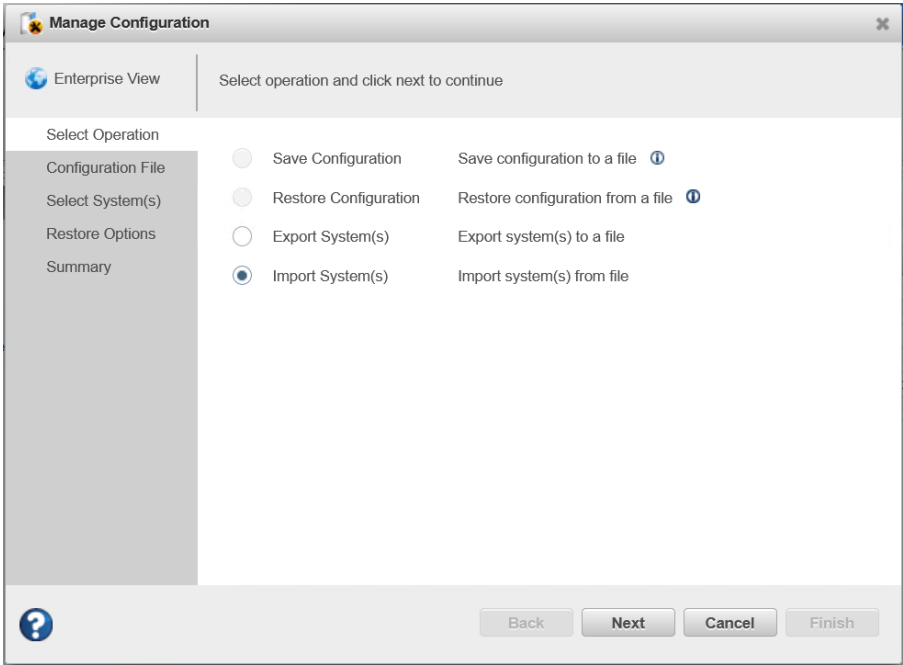 Manage Configuration
Enterprise View
Select operation and click next to continue
Select Operation
Configuration File
Select System(s)
Restore Options
Summary
Save Configuration Save configuration to a file
Restore Configuration Restore configuration from a file
Export System(s) Export system(s) to a file
Import System(s) Import system(s) from file
Back Next Cancel Finish